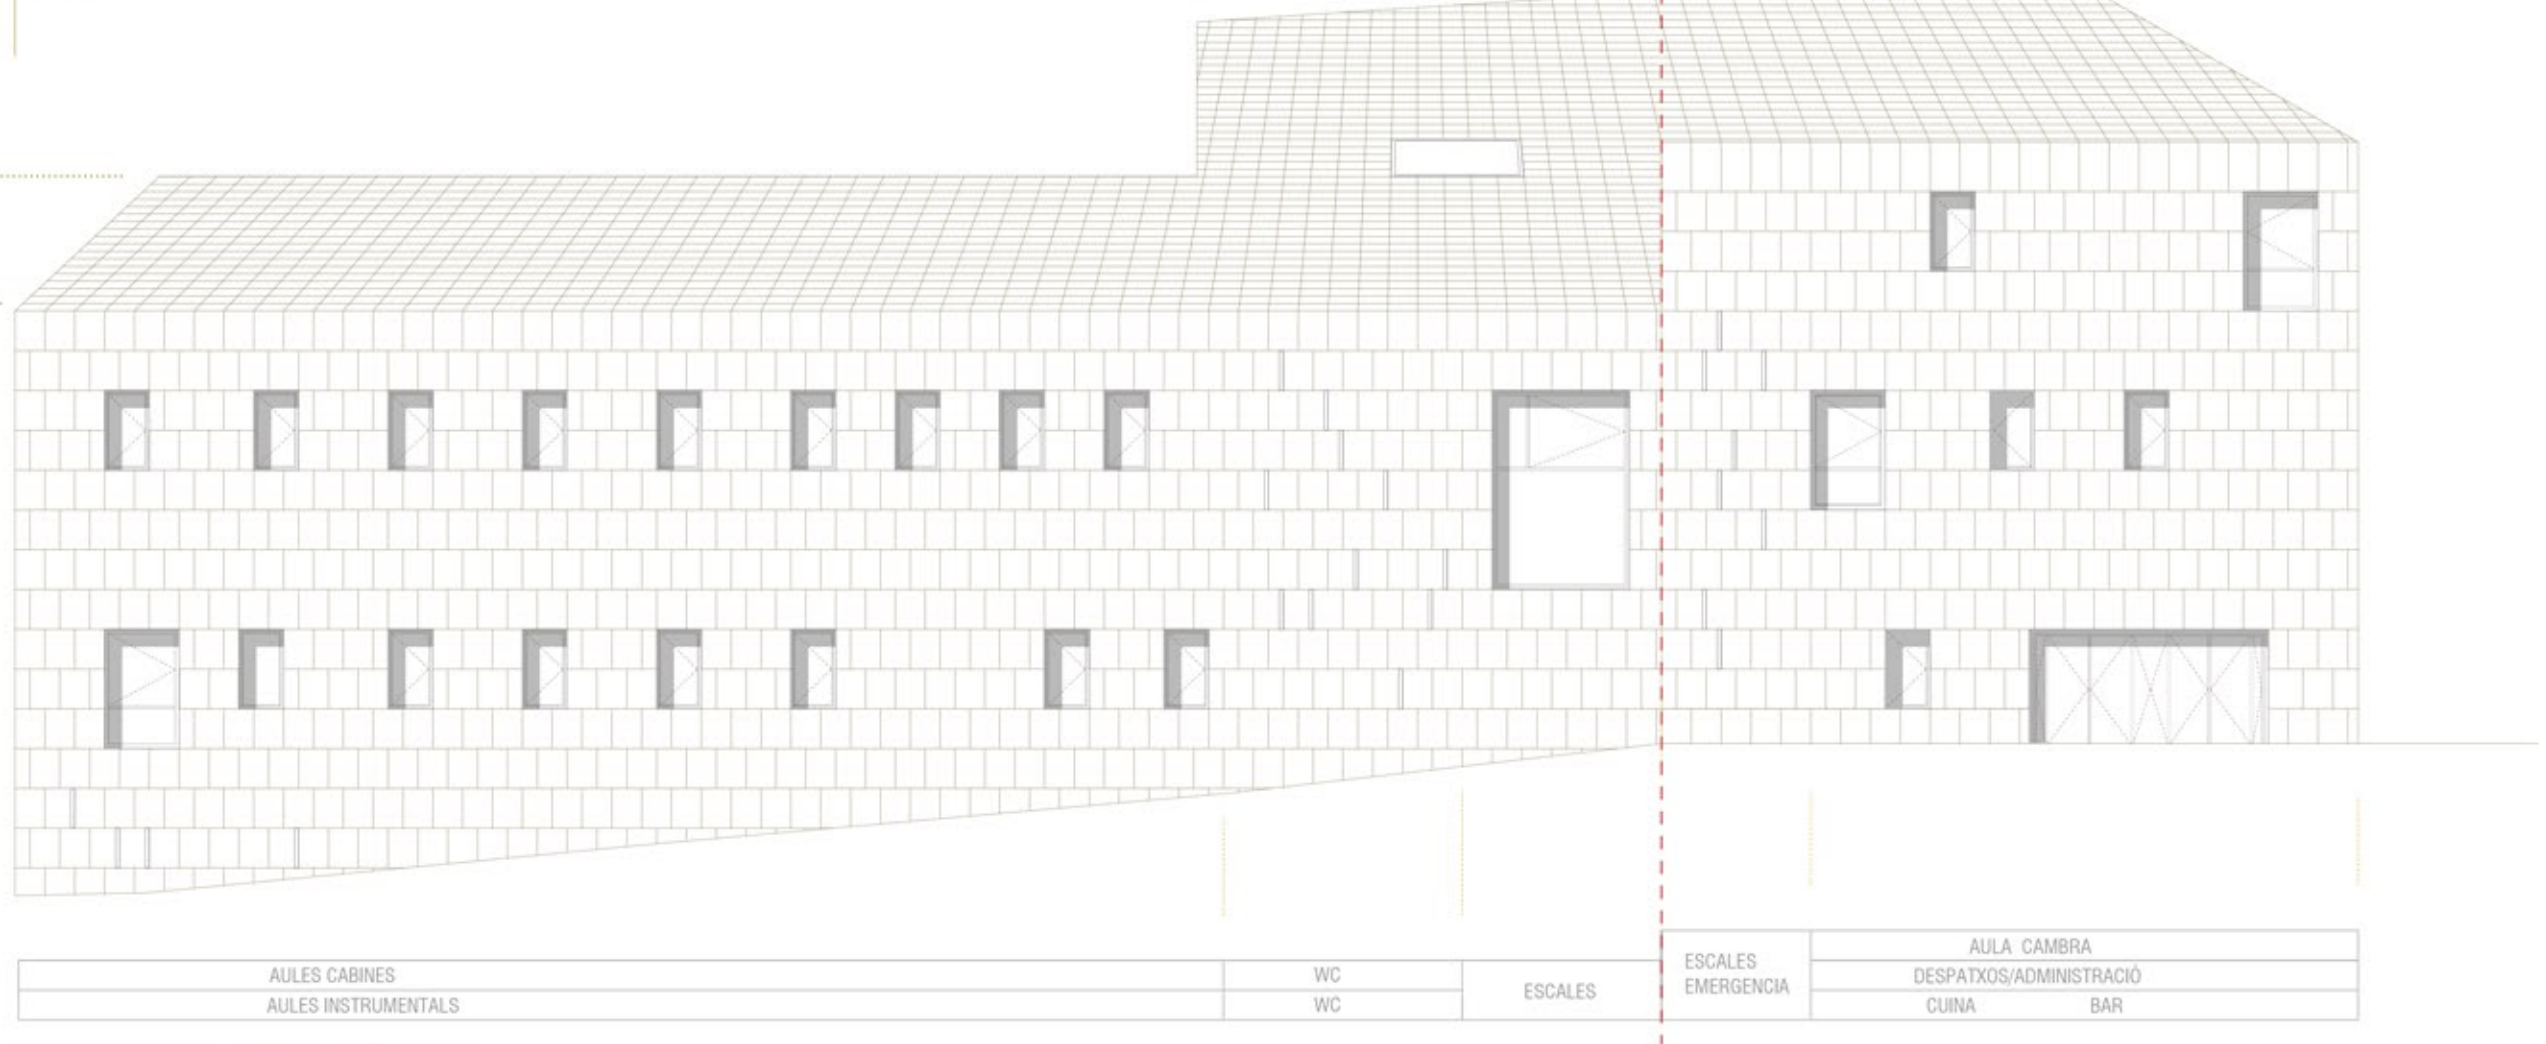 AULES CABINES
AULES INSTRUMENTALS
WC
WC
ESCALES
ESCALES
EMERGENCIA
AULA CAMBRA
DESPATXOS/ADMINISTRACIÓ
CUINA BAR